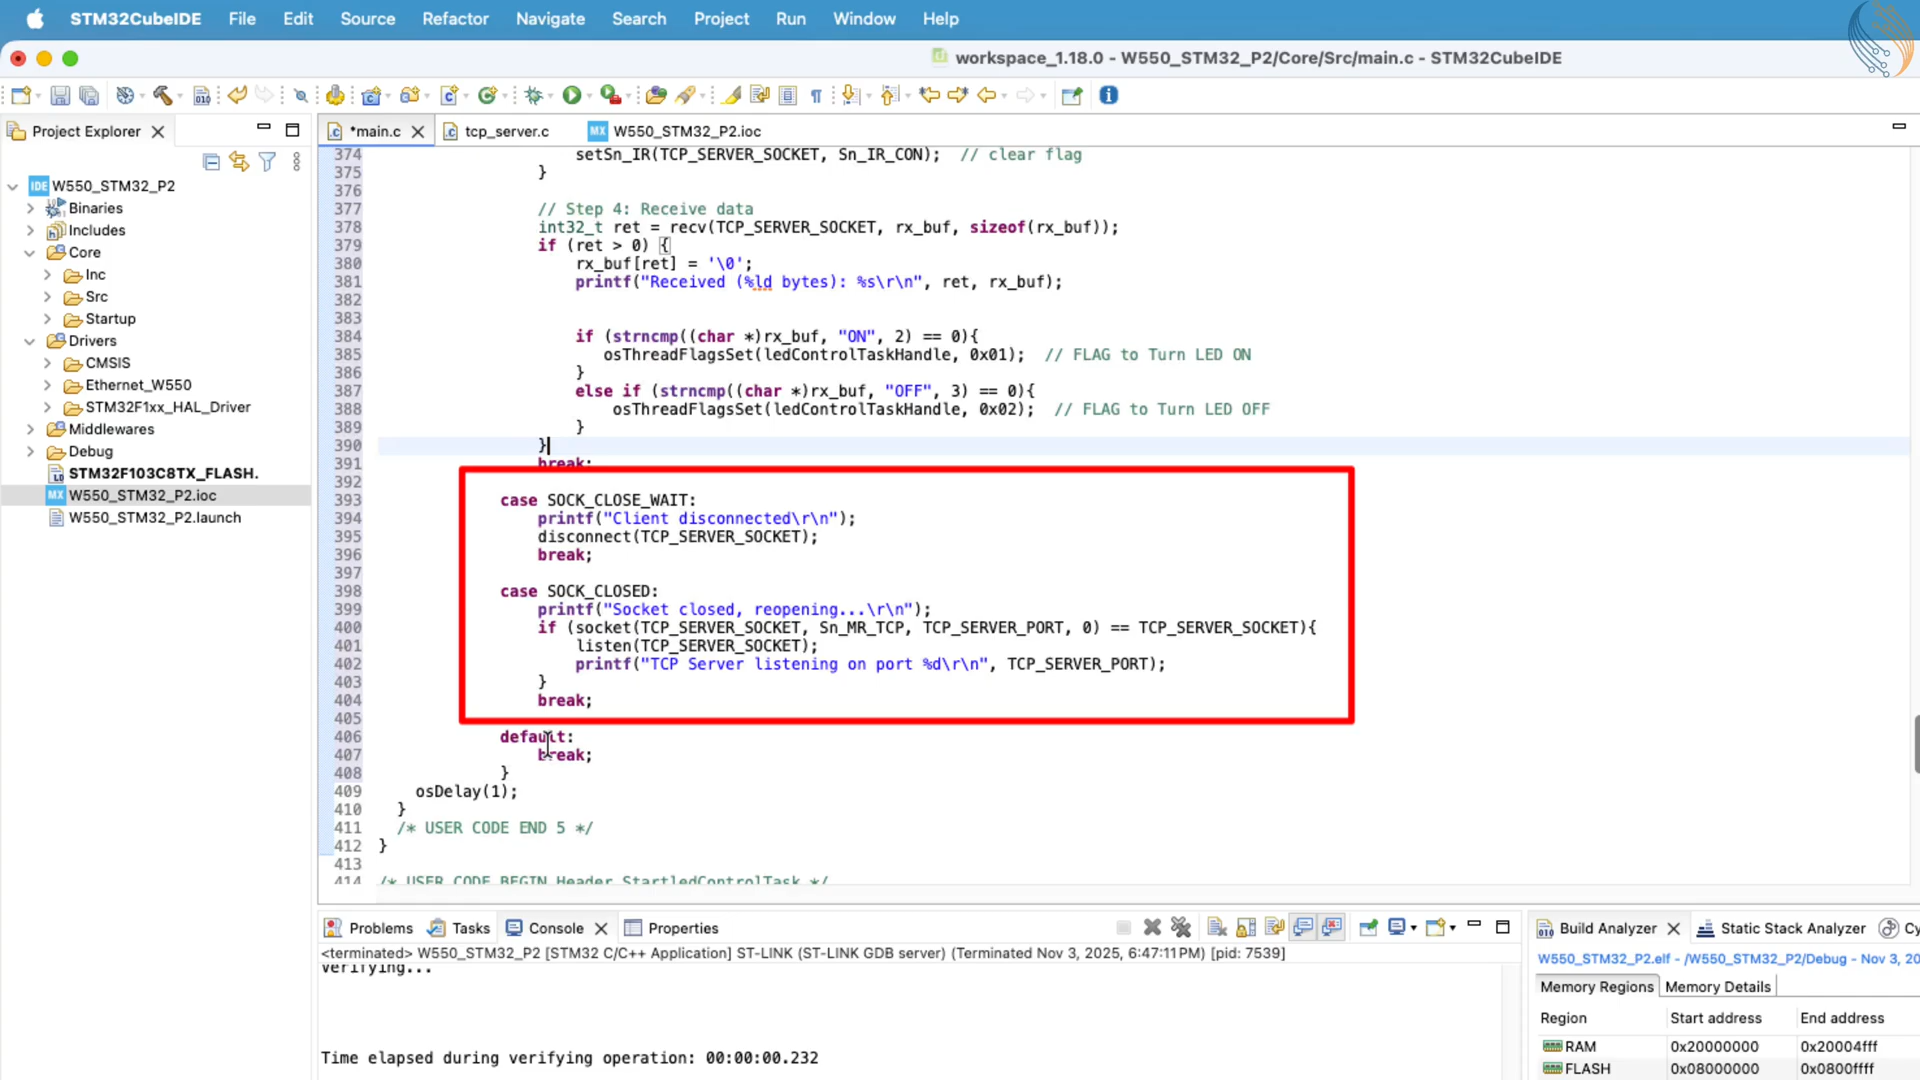 STM32CubeIDE File Edit Source Refactor Navigate Search Project Run Window Help
workspace_1.18.0 - W550_STM32_P2/Core/Src/main.c - STM32CubeIDE
Project Explorer
*main.c
tcp_server.c
W550_STM32_P2.ioc
W550_STM32_P2
Binaries
Includes
Core
Inc
Src
Startup
Drivers
CMSIS
Ethernet_W550
STM32F1xx_HAL_Driver
Middlewares
Debug
STM32F103C8TX_FLASH.
W550_STM32_P2.ioc
W550_STM32_P2.launch
374 setSn_IR(TCP_SERVER_SOCKET, Sn_IR_CON); // clear flag
375 }
376
377 // Step 4: Receive data
378 int32_t ret = recv(TCP_SERVER_SOCKET, rx_buf, sizeof(rx_buf));
379 if (ret > 0) {
380 rx_buf[ret] = '\0';
381 printf("Received (%ld bytes): %s\r\n", ret, rx_buf);
382
383
384 if (strncmp((char *)rx_buf, "ON", 2) == 0){
385 osThreadFlagsSet(ledControlTaskHandle, 0x01); // FLAG to Turn LED ON
386 }
387 else if (strncmp((char *)rx_buf, "OFF", 3) == 0){
388 osThreadFlagsSet(ledControlTaskHandle, 0x02); // FLAG to Turn LED OFF
389 }
390 }
391 break;
392
393 case SOCK_CLOSE_WAIT:
394 printf("Client disconnected\r\n");
395 disconnect(TCP_SERVER_SOCKET);
396 break;
397
398 case SOCK_CLOSED:
399 printf("Socket closed, reopening...\r\n");
400 if (socket(TCP_SERVER_SOCKET, Sn_MR_TCP, TCP_SERVER_PORT, 0) == TCP_SERVER_SOCKET){
401 listen(TCP_SERVER_SOCKET);
402 printf("TCP Server listening on port %d\r\n", TCP_SERVER_PORT);
403 }
404 break;
405
406 default:
407 break;
408 }
409 osDelay(1);
410 }
411 /* USER CODE END 5 */
412 }
413
414 /* USER CODE BEGIN Header_StartledControlTask */
Problems Tasks Console Properties
<terminated> W550_STM32_P2 [STM32 C/C++ Application] ST-LINK (ST-LINK GDB server) (Terminated Nov 3, 2025, 6:47:11 PM) [pid: 7539]
Verifying...
Time elapsed during verifying operation: 00:00:00.232
Build Analyzer Static Stack Analyzer Cy
W550_STM32_P2.elf - /W550_STM32_P2/Debug - Nov 3, 20
Memory Regions Memory Details
Region Start address End address
RAM 0x20000000 0x20004fff
FLASH 0x08000000 0x0800ffff